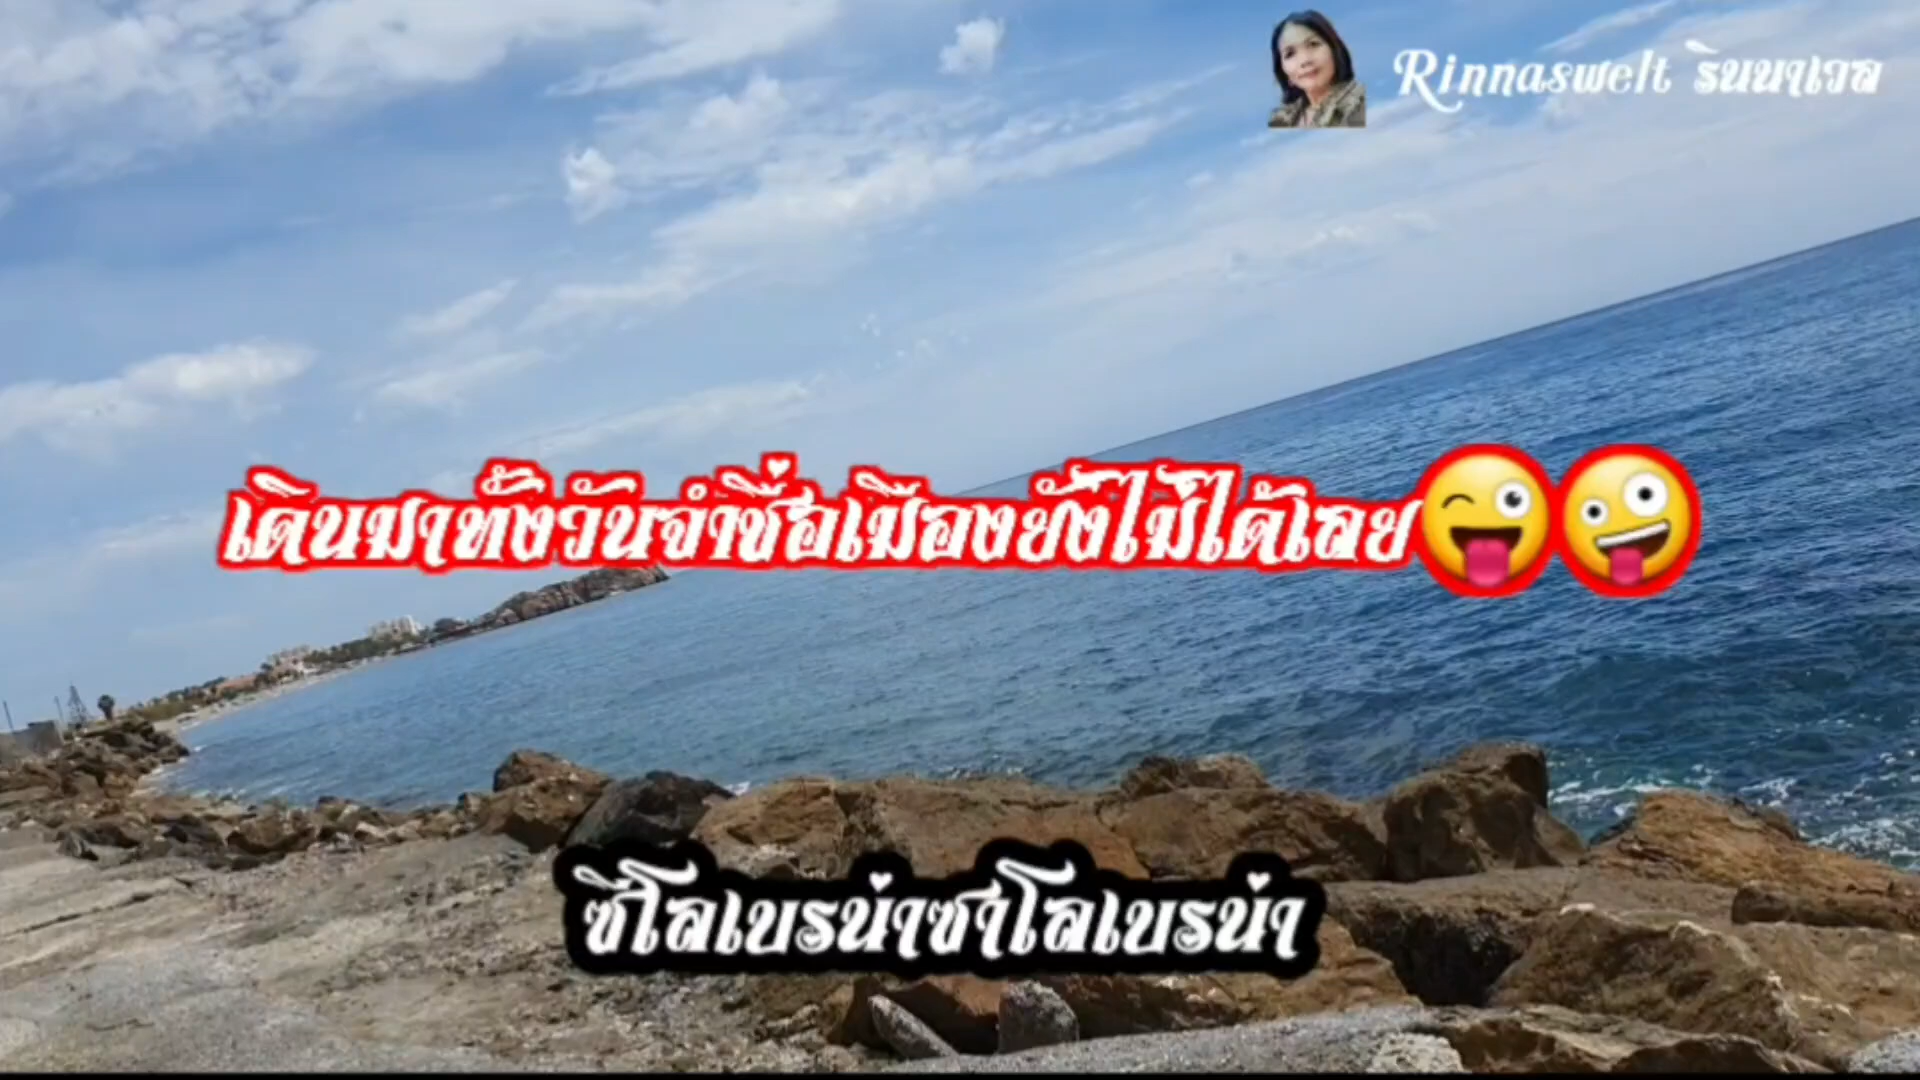 Rinnaswelt รินนาเวล
เดินมาทั้งวันจำชื่อเมืองยังไม่ได้เลย😜🤪
ซีโลเบรน่าซาโลเบรน่า